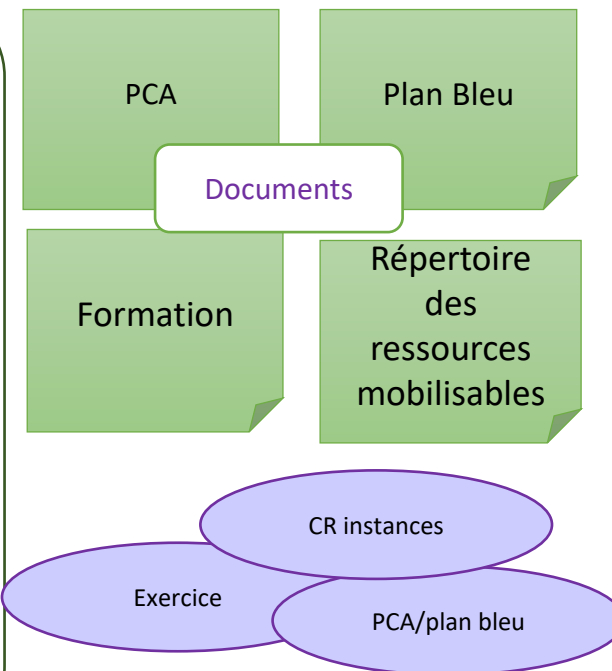 PCA
Plan Bleu
Documents
Formation
Répertoire
des
ressources
mobilisables
CR instances
Exercice
PCA/plan bleu